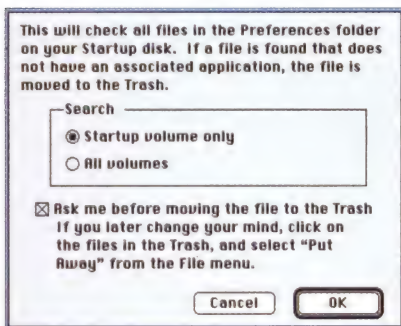 This will check all files in the Preferences folder
on your Startup disk. If a file is found that does
not have an associated application, the file is
moved to the Trash.
Search
Startup volume only
All volumes
Ask me before moving the file to the Trash
If you later change your mind, click on
the files in the Trash, and select “Put
Away” from the File menu.
Cancel
OK